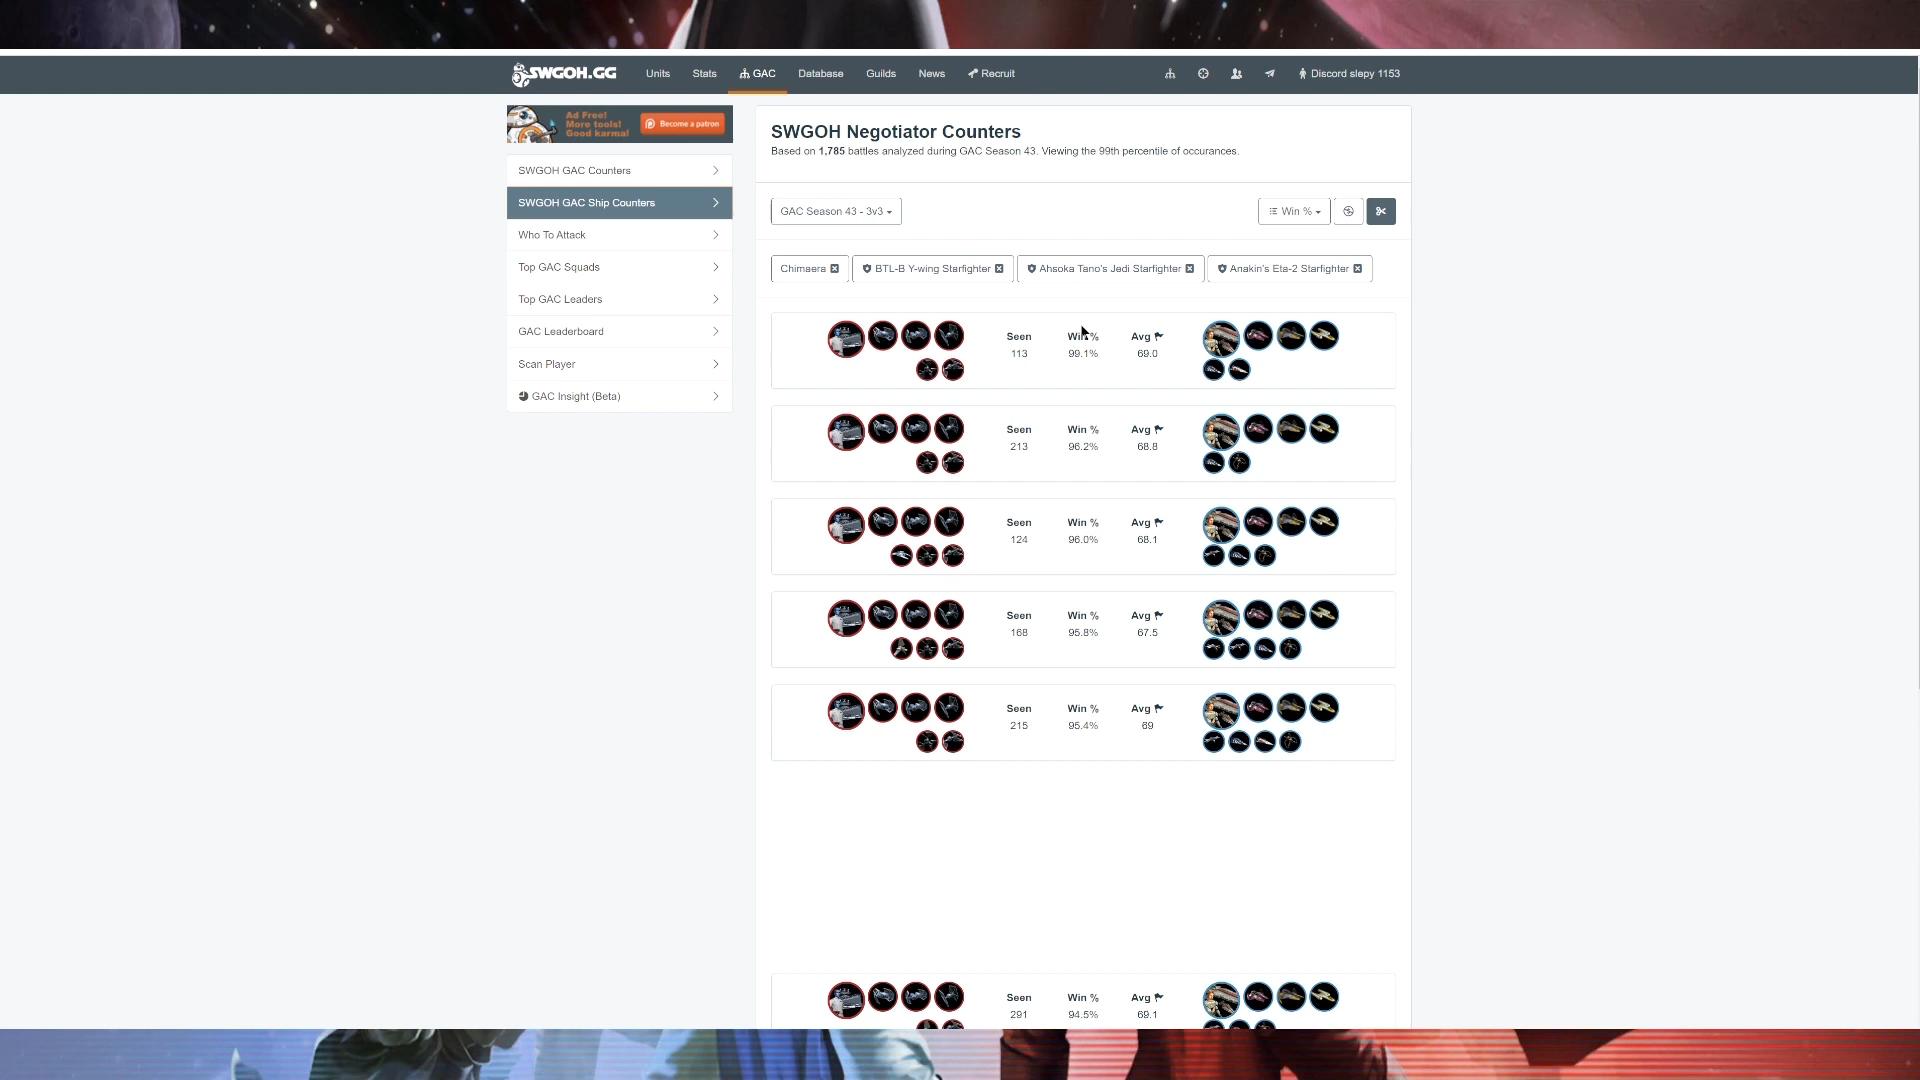 SWGOH.GG
Units
Stats
GAC
Database
Guilds
News
Recruit
Discord slepy 1153
Ad Free!
More tools!
Good karma!
Become a patron
SWGOH GAC Counters
SWGOH GAC Ship Counters
Who To Attack
Top GAC Squads
Top GAC Leaders
GAC Leaderboard
Scan Player
GAC Insight (Beta)
SWGOH Negotiator Counters
Based on 1,785 battles analyzed during GAC Season 43. Viewing the 99th percentile of occurances.
GAC Season 43 - 3v3
Win %
Chimaera
BTL-B Y-wing Starfighter
Ahsoka Tano's Jedi Starfighter
Anakin's Eta-2 Starfighter
Seen Win % Avg
113 99.1% 69.0
Seen Win % Avg
213 96.2% 68.8
Seen Win % Avg
124 96.0% 68.1
Seen Win % Avg
168 95.8% 67.5
Seen Win % Avg
215 95.4% 69
Seen Win % Avg
291 94.5% 69.1